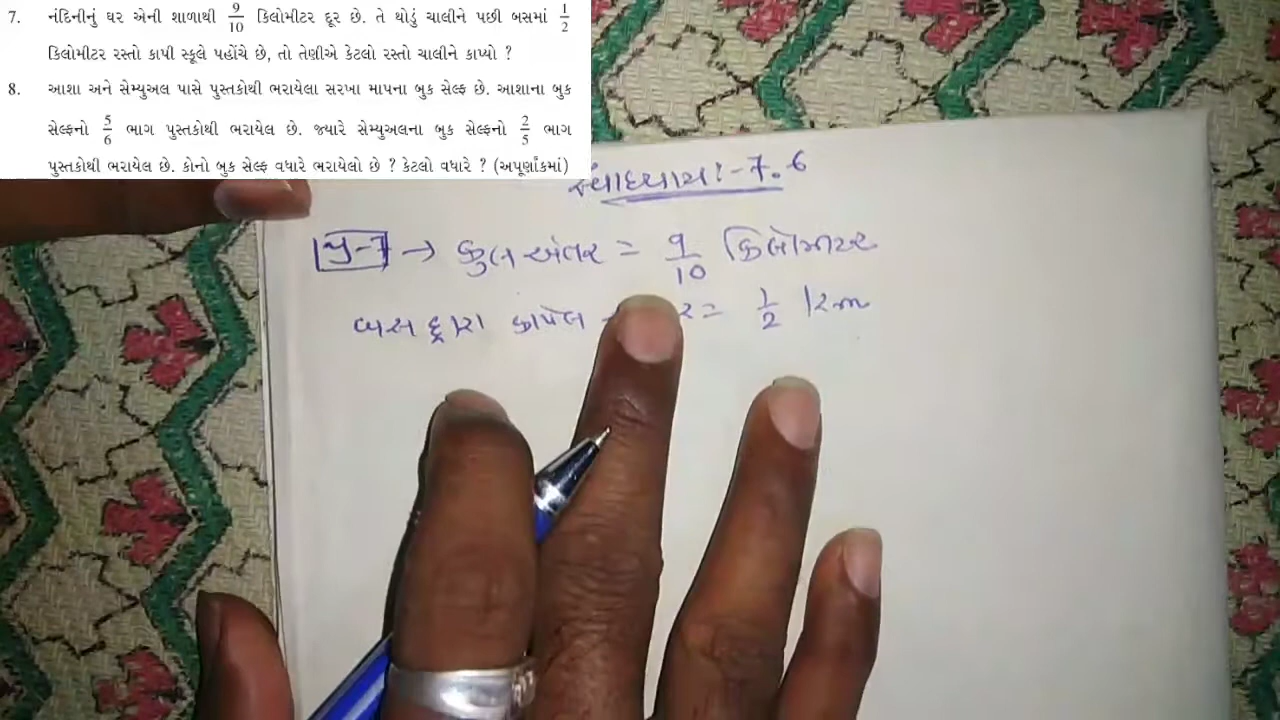 7. નંદિનીનું ઘર એની શાળાથી 9/10 કિલોમીટર દૂર છે. તે થોડું ચાલીને પછી બસમાં 1/2
કિલોમીટર રસ્તો કાપી સ્કૂલે પહોંચે છે, તો તેણીએ કેટલો રસ્તો ચાલીને કાપ્યો ?
8. આશા અને સેમ્યુઅલ પાસે પુસ્તકોથી ભરાયેલા સરખા માપના બુક સેલ્ફ છે. આશાના બુક
સેલ્ફનો 5/6 ભાગ પુસ્તકોથી ભરાયેલ છે. જ્યારે સેમ્યુઅલના બુક સેલ્ફનો 2/5 ભાગ
પુસ્તકોથી ભરાયેલ છે. કોનો બુક સેલ્ફ વધારે ભરાયેલો છે ? કેટલો વધારે ? (અપૂર્ણાંકમાં)
સ્વાધ્યાય:-7.6
પ્ર-7 → કુલ અંતર = 9/10 કિલોમીટર
બસ દ્વારા કાપેલ = 1/2 km